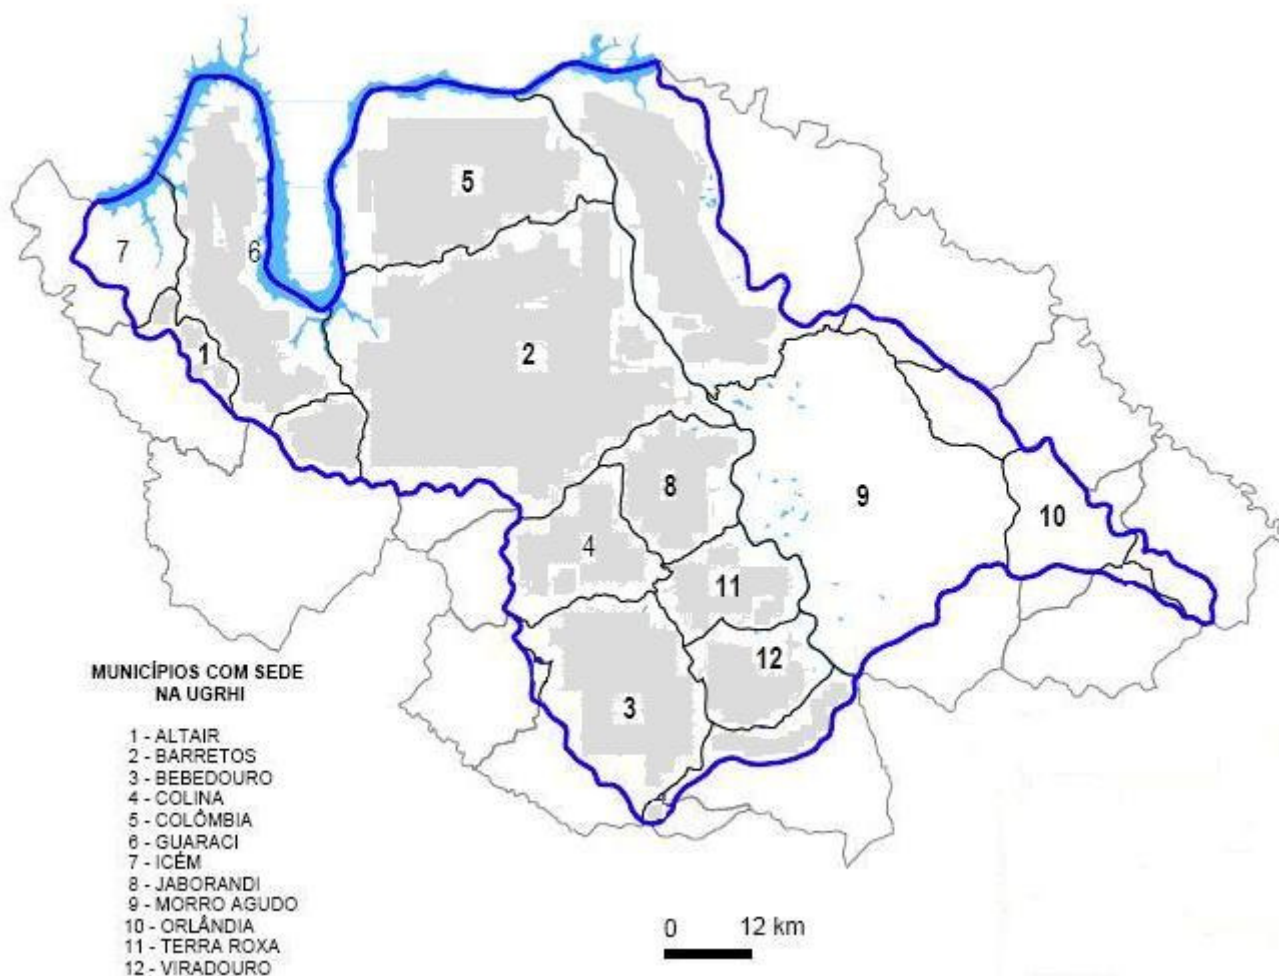 5
7
6
1
2
8
9
10
4
11
12
3
MUNICÍPIOS COM SEDE
NA UGRHI
1 - ALTAIR
2 - BARRETOS
3 - BEBEDOURO
4 - COLINA
5 - COLÔMBIA
6 - GUARACI
7 - ICÉM
8 - JABORANDI
9 - MORRO AGUDO
10 - ORLÂNDIA
11 - TERRA ROXA
12 - VIRADOURO
0 12 km